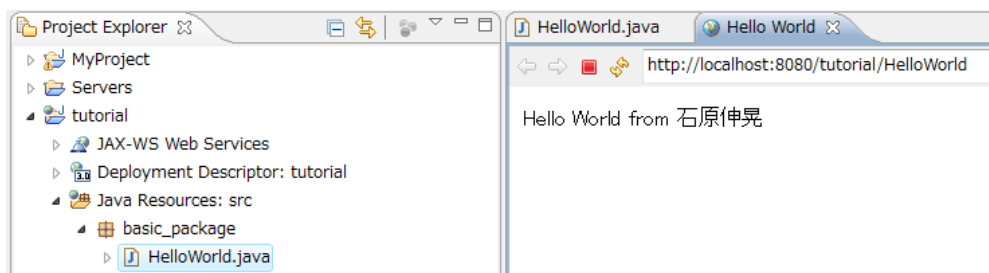 Project Explorer
MyProject
Servers
tutorial
JAX-WS Web Services
Deployment Descriptor: tutorial
Java Resources: src
basic_package
HelloWorld.java
HelloWorld.java
Hello World
http://localhost:8080/tutorial/HelloWorld
Hello World from 石原伸晃